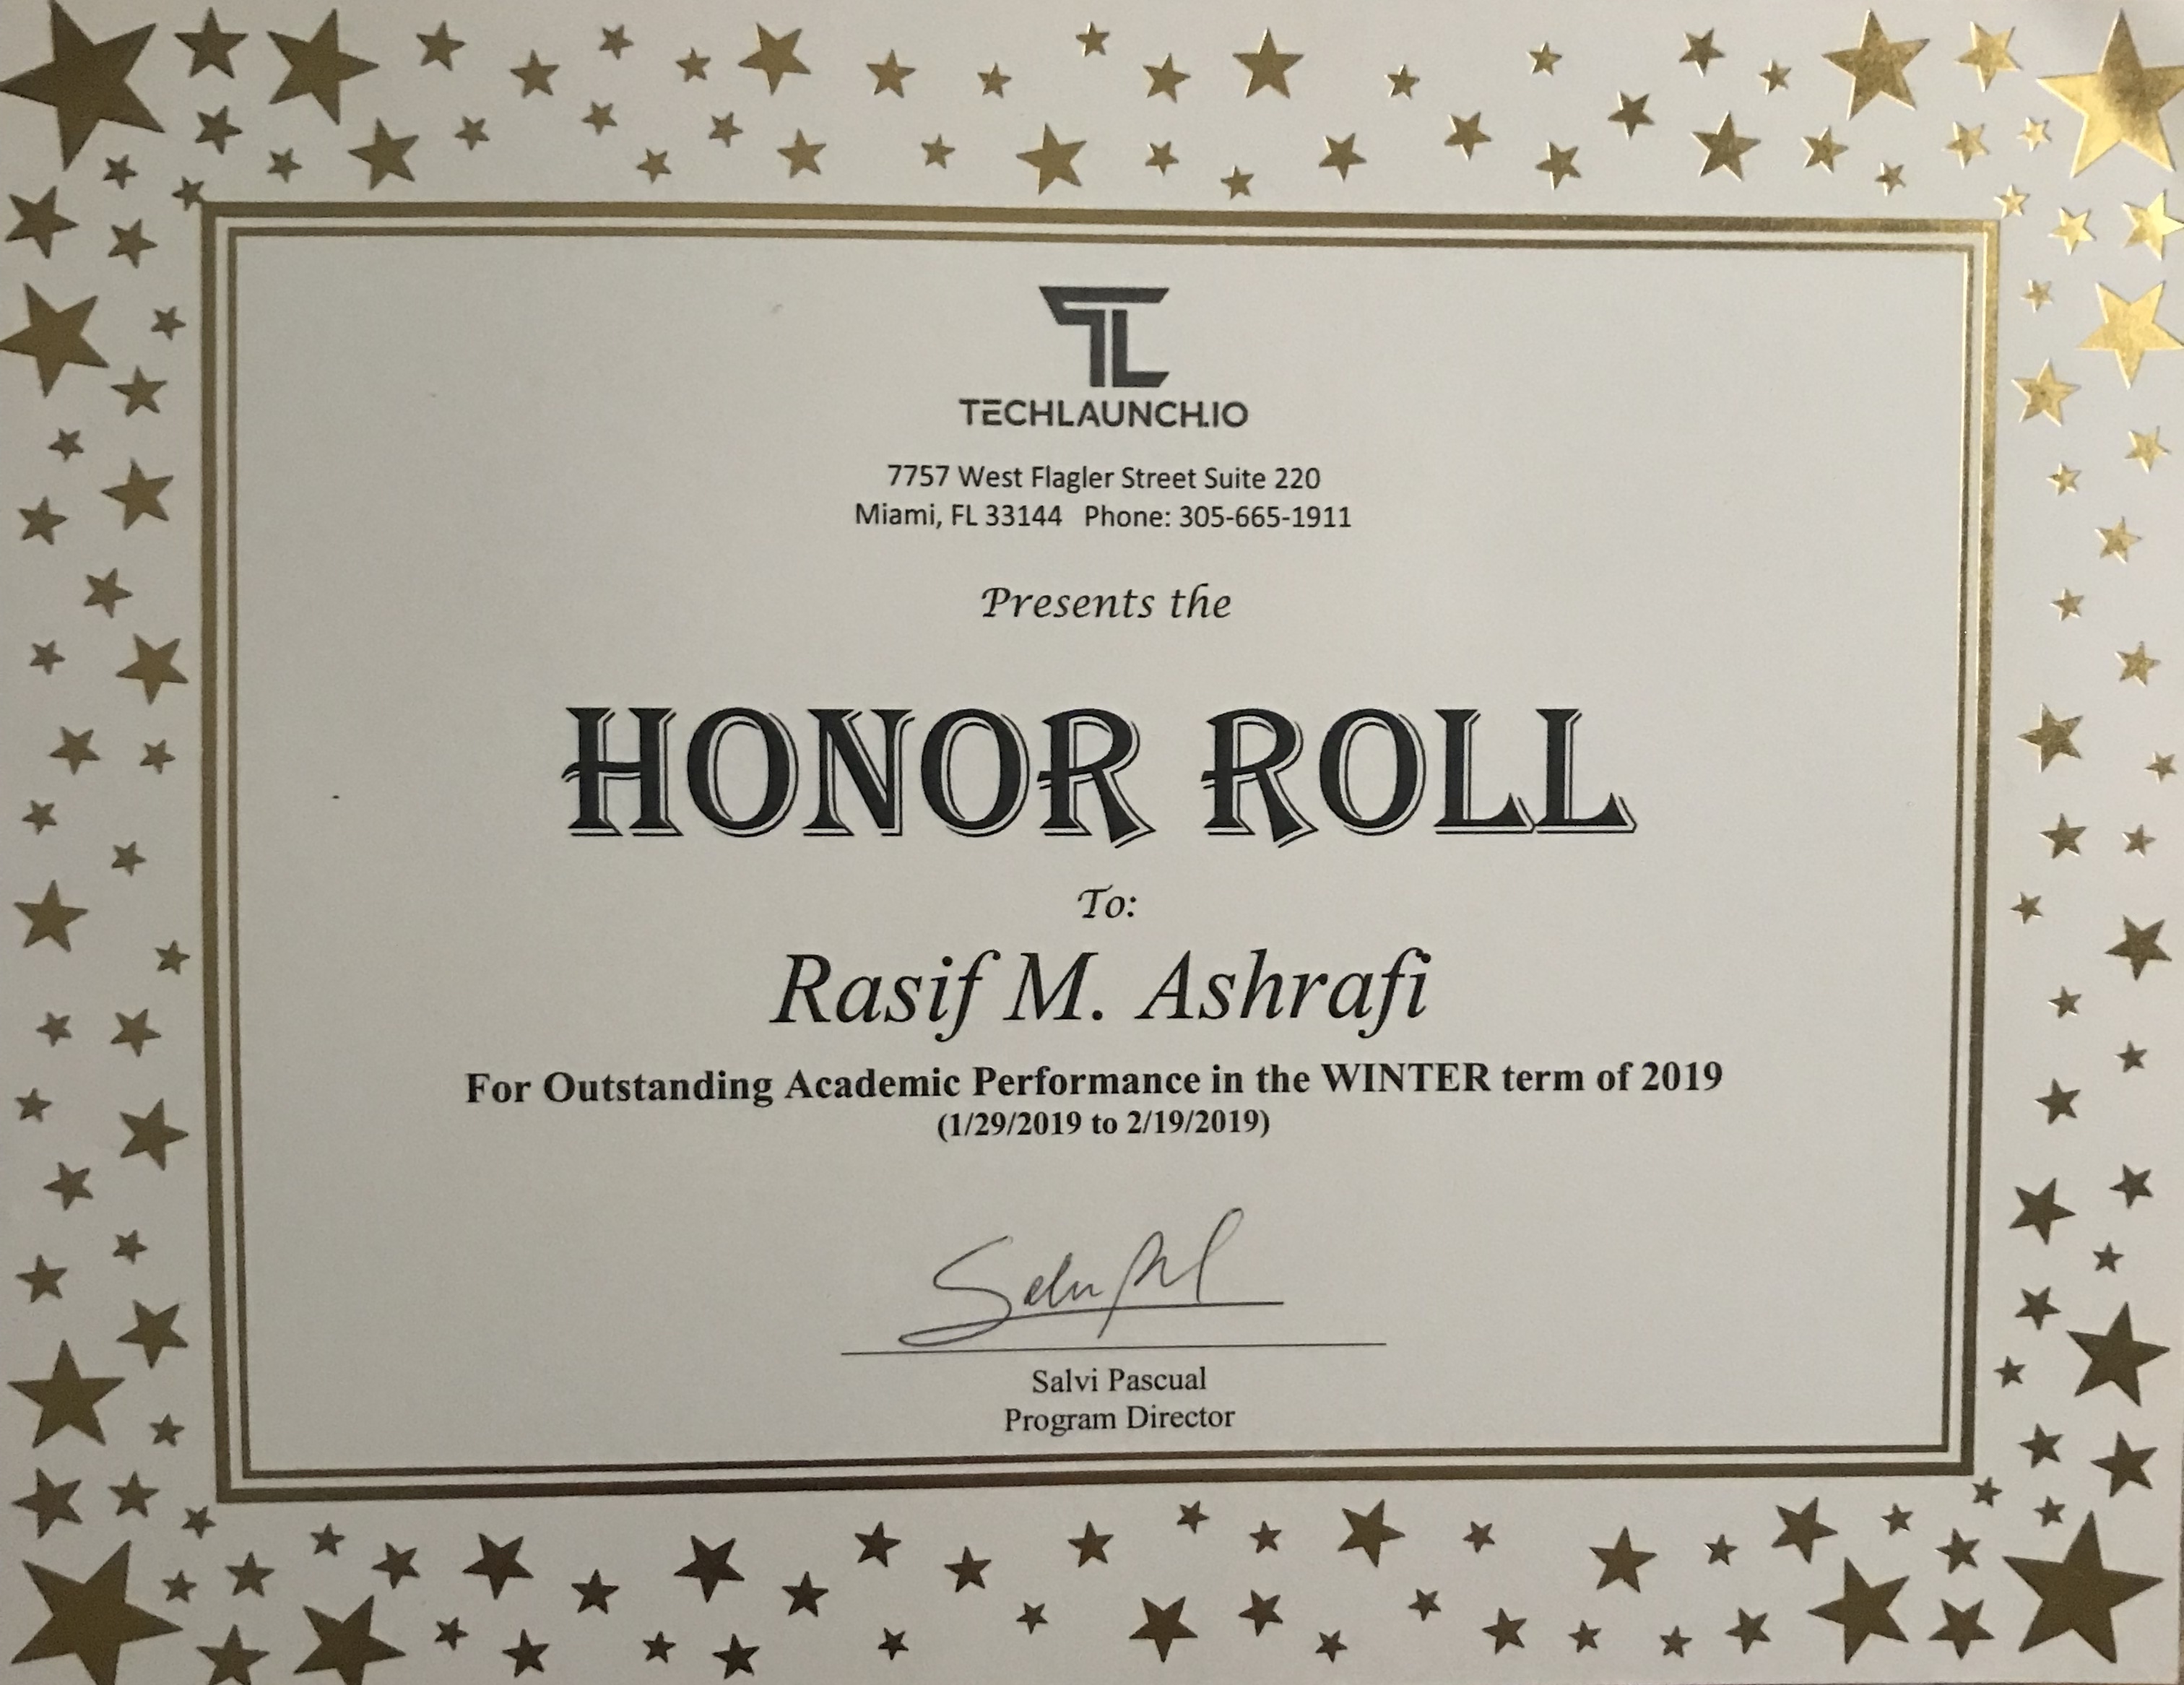 TL
TECHLAUNCH.IO
7757 West Flagler Street Suite 220
Miami, FL 33144 Phone: 305-665-1911
Presents the
HONOR ROLL
To:
Rasif M. Ashrafi
For Outstanding Academic Performance in the WINTER term of 2019
(1/29/2019 to 2/19/2019)
Salvi Pascual
Program Director